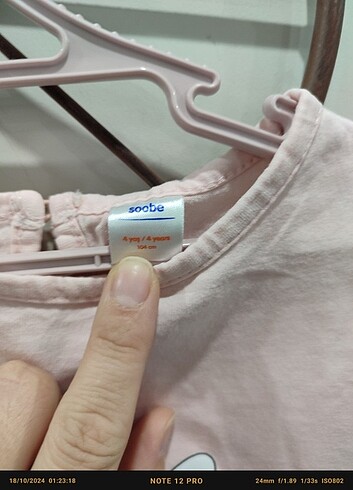 soobe
4 yaş / 4 years
104 cm
18/10/2024 01:23:18
NOTE 12 PRO
24mm f/1.89 1/33s ISO802